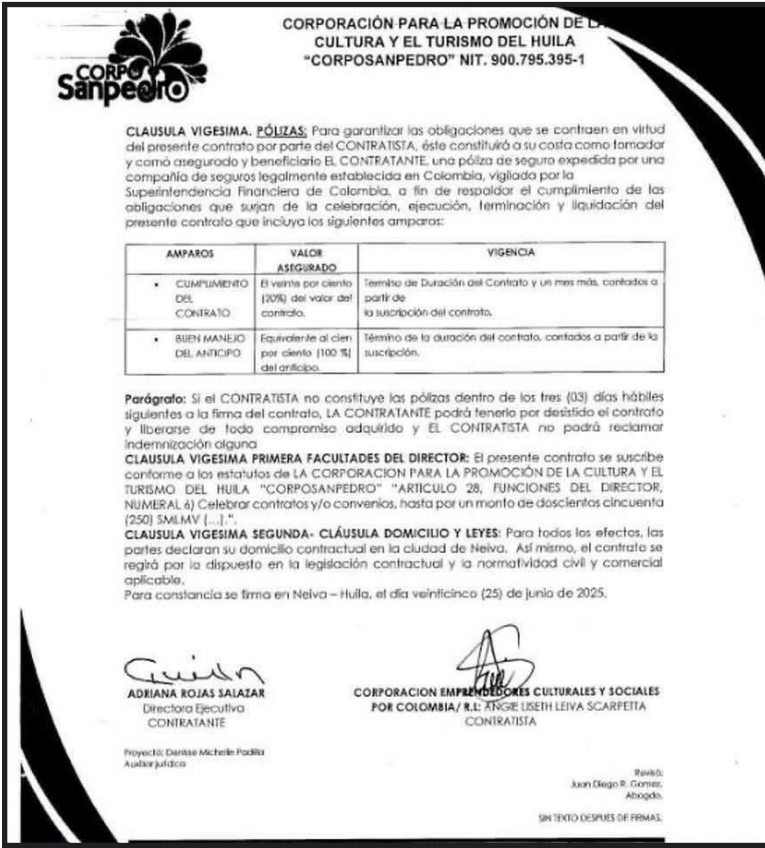 CORPORACIÓN PARA LA PROMOCIÓN DE LA
CULTURA Y EL TURISMO DEL HUILA
"CORPOSANPEDRO" NIT. 900.795.395-1
CORPO
Sanpedro
CLAUSULA VIGESIMA. PÓLIZAS: Para garantizar las obligaciones que se contraen en virtud
del presente contrato por parte del CONTRATISTA, éste constituirá a su costa como tomador
y como asegurado y beneficiario EL CONTRATANTE, una póliza de seguro expedida por una
compañía de seguros legalmente establecida en Colombia, vigilada por la
Superintendencia Financiera de Colombia, a fin de respaldar el cumplimiento de las
obligaciones que surjan de la celebración, ejecución, terminación y liquidación del
presente contrato que incluya los siguientes amparos:
AMPAROS VALOR ASEGURADO VIGENCIA
• CUMPLIMIENTO DEL CONTRATO
El veinte por ciento
(20%) del valor del
contrato.
Termino de Duración del Contrato y un mes más, contados a
partir de
la suscripción del contrato.
• BUEN MANEJO DEL ANTICIPO
Equivalente al cien
por ciento (100 %)
del anticipo.
Término de la duración del contrato, contados a partir de la
suscripción.
Parágrafo: Si el CONTRATISTA no constituye las pólizas dentro de los tres (03) días hábiles
siguientes a la firma del contrato, LA CONTRATANTE podrá tenerlo por desistido el contrato
y liberarse de todo compromiso adquirido y EL CONTRATISTA no podrá reclamar
indemnización alguna
CLAUSULA VIGESIMA PRIMERA FACULTADES DEL DIRECTOR: El presente contrato se suscribe
conforme a los estatutos de LA CORPORACION PARA LA PROMOCIÓN DE LA CULTURA Y EL
TURISMO DEL HUILA "CORPOSANPEDRO" "ARTICULO 28, FUNCIONES DEL DIRECTOR,
NUMERAL 6) Celebrar contratos y/o convenios, hasta por un monto de doscientos cincuenta
(250) SMLMV (...).".
CLAUSULA VIGESIMA SEGUNDA- CLÁUSULA DOMICILIO Y LEYES: Para todos los efectos, las
partes declaran su domicilio contractual en la ciudad de Neiva. Así mismo, el contrato se
regirá por lo dispuesto en la legislación contractual y la normatividad civil y comercial
aplicable.
Para constancia se firma en Neiva – Huila, el día veinticinco (25) de junio de 2025.
ADRIANA ROJAS SALAZAR
Directora Ejecutiva
CONTRATANTE
CORPORACION EMPRENDEDORES CULTURALES Y SOCIALES
POR COLOMBIA/ R.L: ANGIE LISETH LEIVA SCARPETTA
CONTRATISTA
Proyectó: Danisse Michelle Padilla
Auxiliar jurídica
Revisó:
Juan Diego R. Gomez.
Abogdo.
SIN TEXTO DESPUES DE FIRMAS.